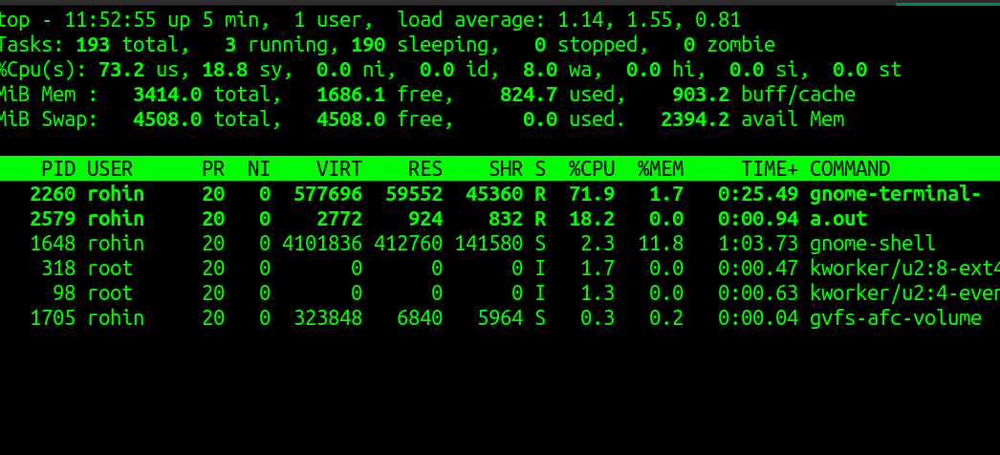 top - 11:52:55 up 5 min,  1 user,  load average: 1.14, 1.55, 0.81
Tasks: 193 total,   3 running, 190 sleeping,   0 stopped,   0 zombie
%Cpu(s): 73.2 us, 18.8 sy,  0.0 ni,  0.0 id,  8.0 wa,  0.0 hi,  0.0 si,  0.0 st
MiB Mem :   3414.0 total,   1686.1 free,    824.7 used,    903.2 buff/cache
MiB Swap:   4508.0 total,   4508.0 free,      0.0 used.   2394.2 avail Mem
PID USER      PR  NI    VIRT    RES    SHR S  %CPU  %MEM     TIME+ COMMAND
2260 rohin     20   0  577696  59552  45360 R  71.9   1.7   0:25.49 gnome-terminal-
2579 rohin     20   0    2772    924    832 R  18.2   0.0   0:00.94 a.out
1648 rohin     20   0 4101836 412760 141580 S   2.3  11.8   1:03.73 gnome-shell
318 root      20   0       0      0      0 I   1.7   0.0   0:00.47 kworker/u2:8-ext4
98 root      20   0       0      0      0 I   1.3   0.0   0:00.63 kworker/u2:4-even
1705 rohin     20   0  323848   6840   5964 S   0.3   0.2   0:00.04 gvfs-afc-volume